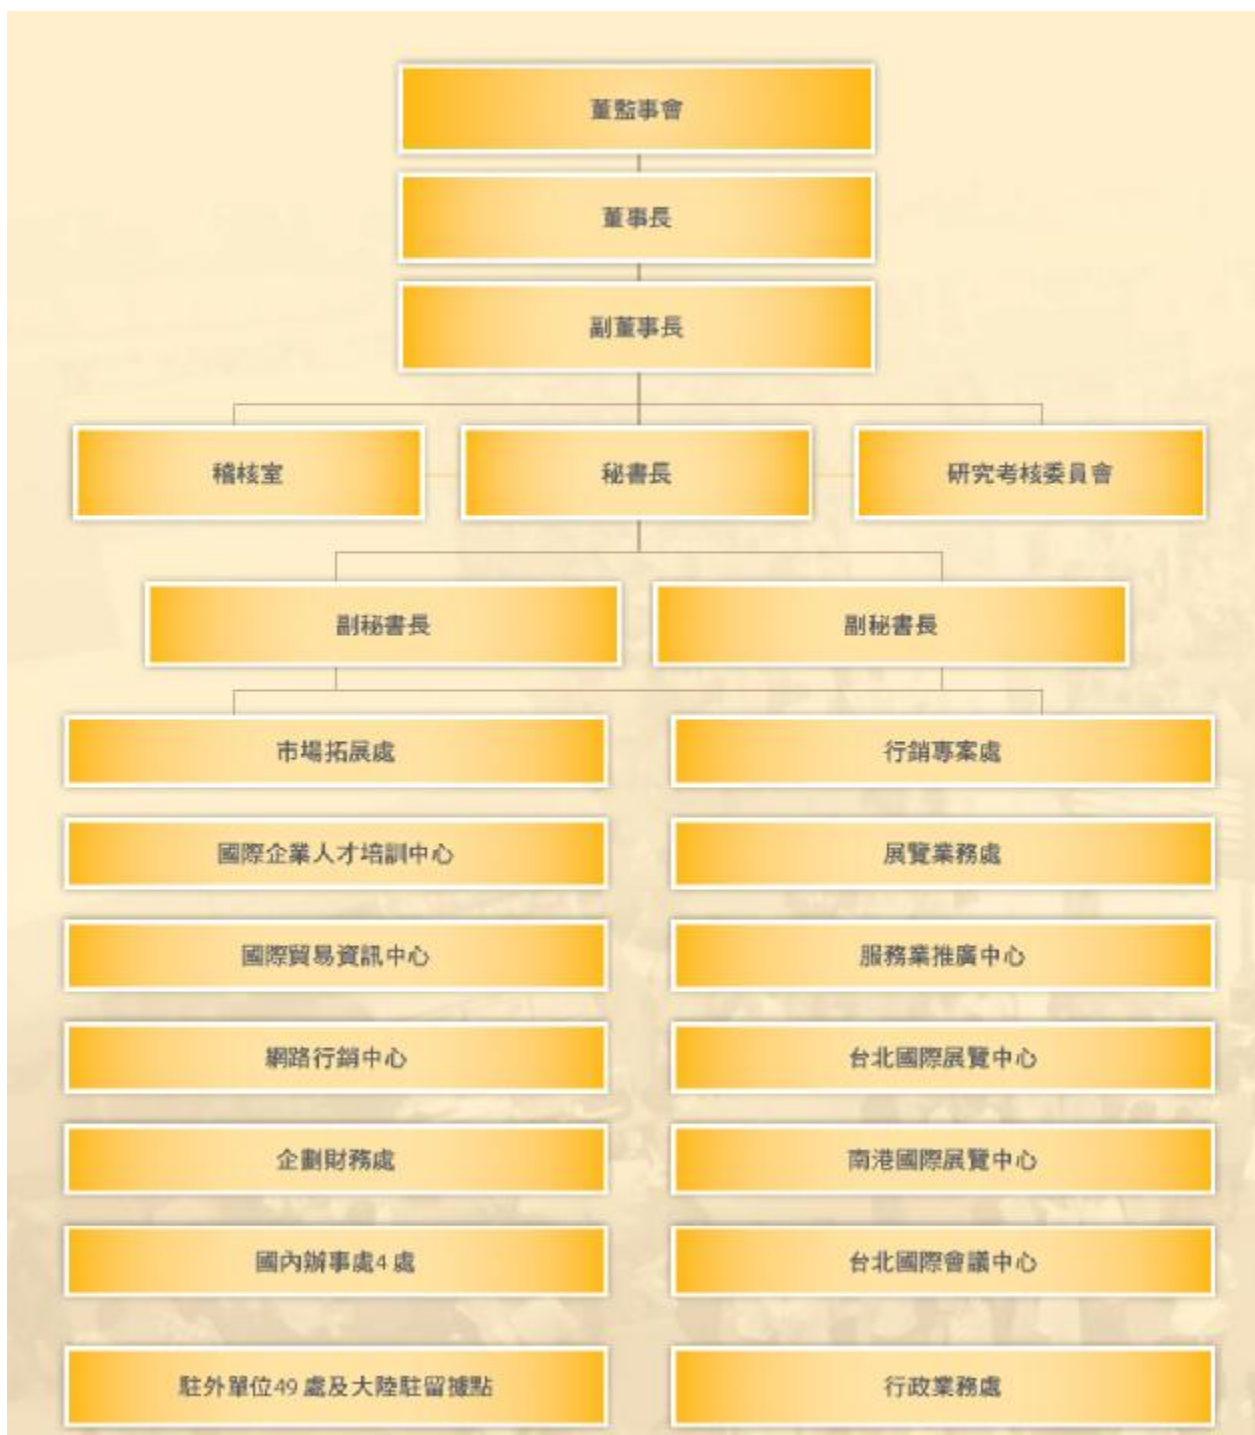 董監事會
董事長
副董事長
稽核室
秘書長
研究考核委員會
副秘書長
副秘書長
市場拓展處
行銷專案處
國際企業人才培訓中心
展覽業務處
國際貿易資訊中心
服務業推廣中心
網路行銷中心
台北國際展覽中心
企劃財務處
南港國際展覽中心
國內辦事處4 處
台北國際會議中心
駐外單位49 處及大陸駐留據點
行政業務處